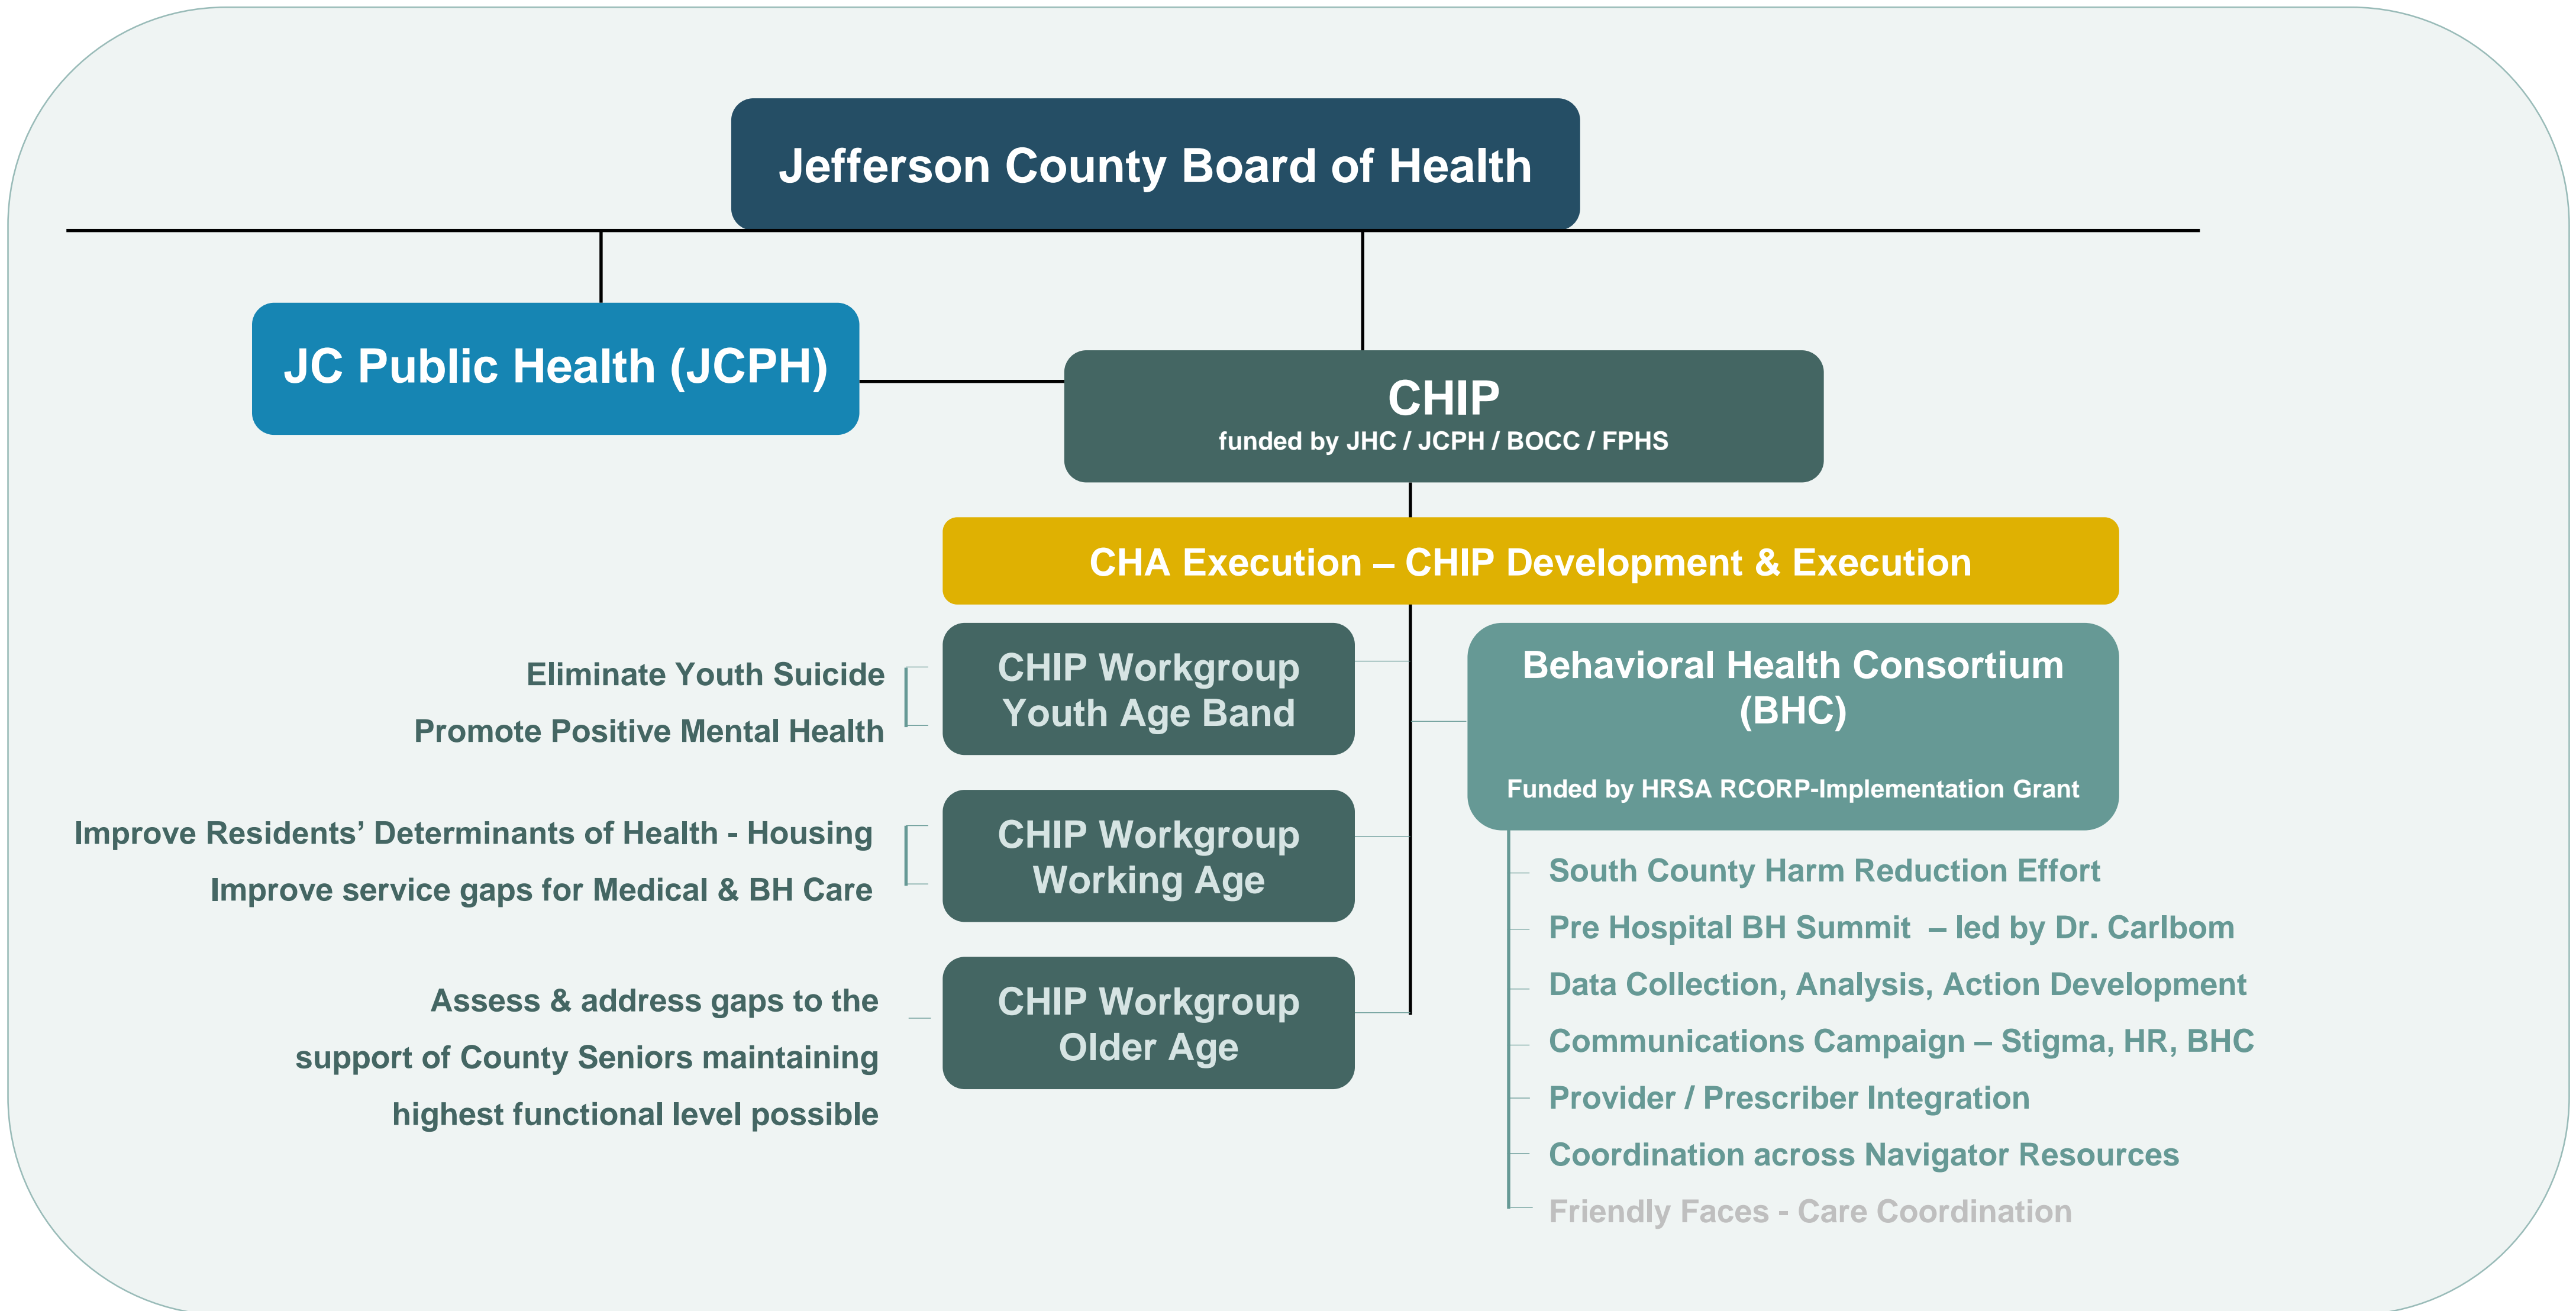 Jefferson County Board of Health
JC Public Health (JCPH)
CHIP
funded by JHC / JCPH / BOCC / FPHS
CHA Execution – CHIP Development & Execution
Eliminate Youth Suicide
Promote Positive Mental Health
CHIP Workgroup
Youth Age Band
Improve Residents’ Determinants of Health - Housing
Improve service gaps for Medical & BH Care
CHIP Workgroup
Working Age
Assess & address gaps to the
support of County Seniors maintaining
highest functional level possible
CHIP Workgroup
Older Age
Behavioral Health Consortium
(BHC)
Funded by HRSA RCORP-Implementation Grant
South County Harm Reduction Effort
Pre Hospital BH Summit – led by Dr. Carlbom
Data Collection, Analysis, Action Development
Communications Campaign – Stigma, HR, BHC
Provider / Prescriber Integration
Coordination across Navigator Resources
Friendly Faces - Care Coordination